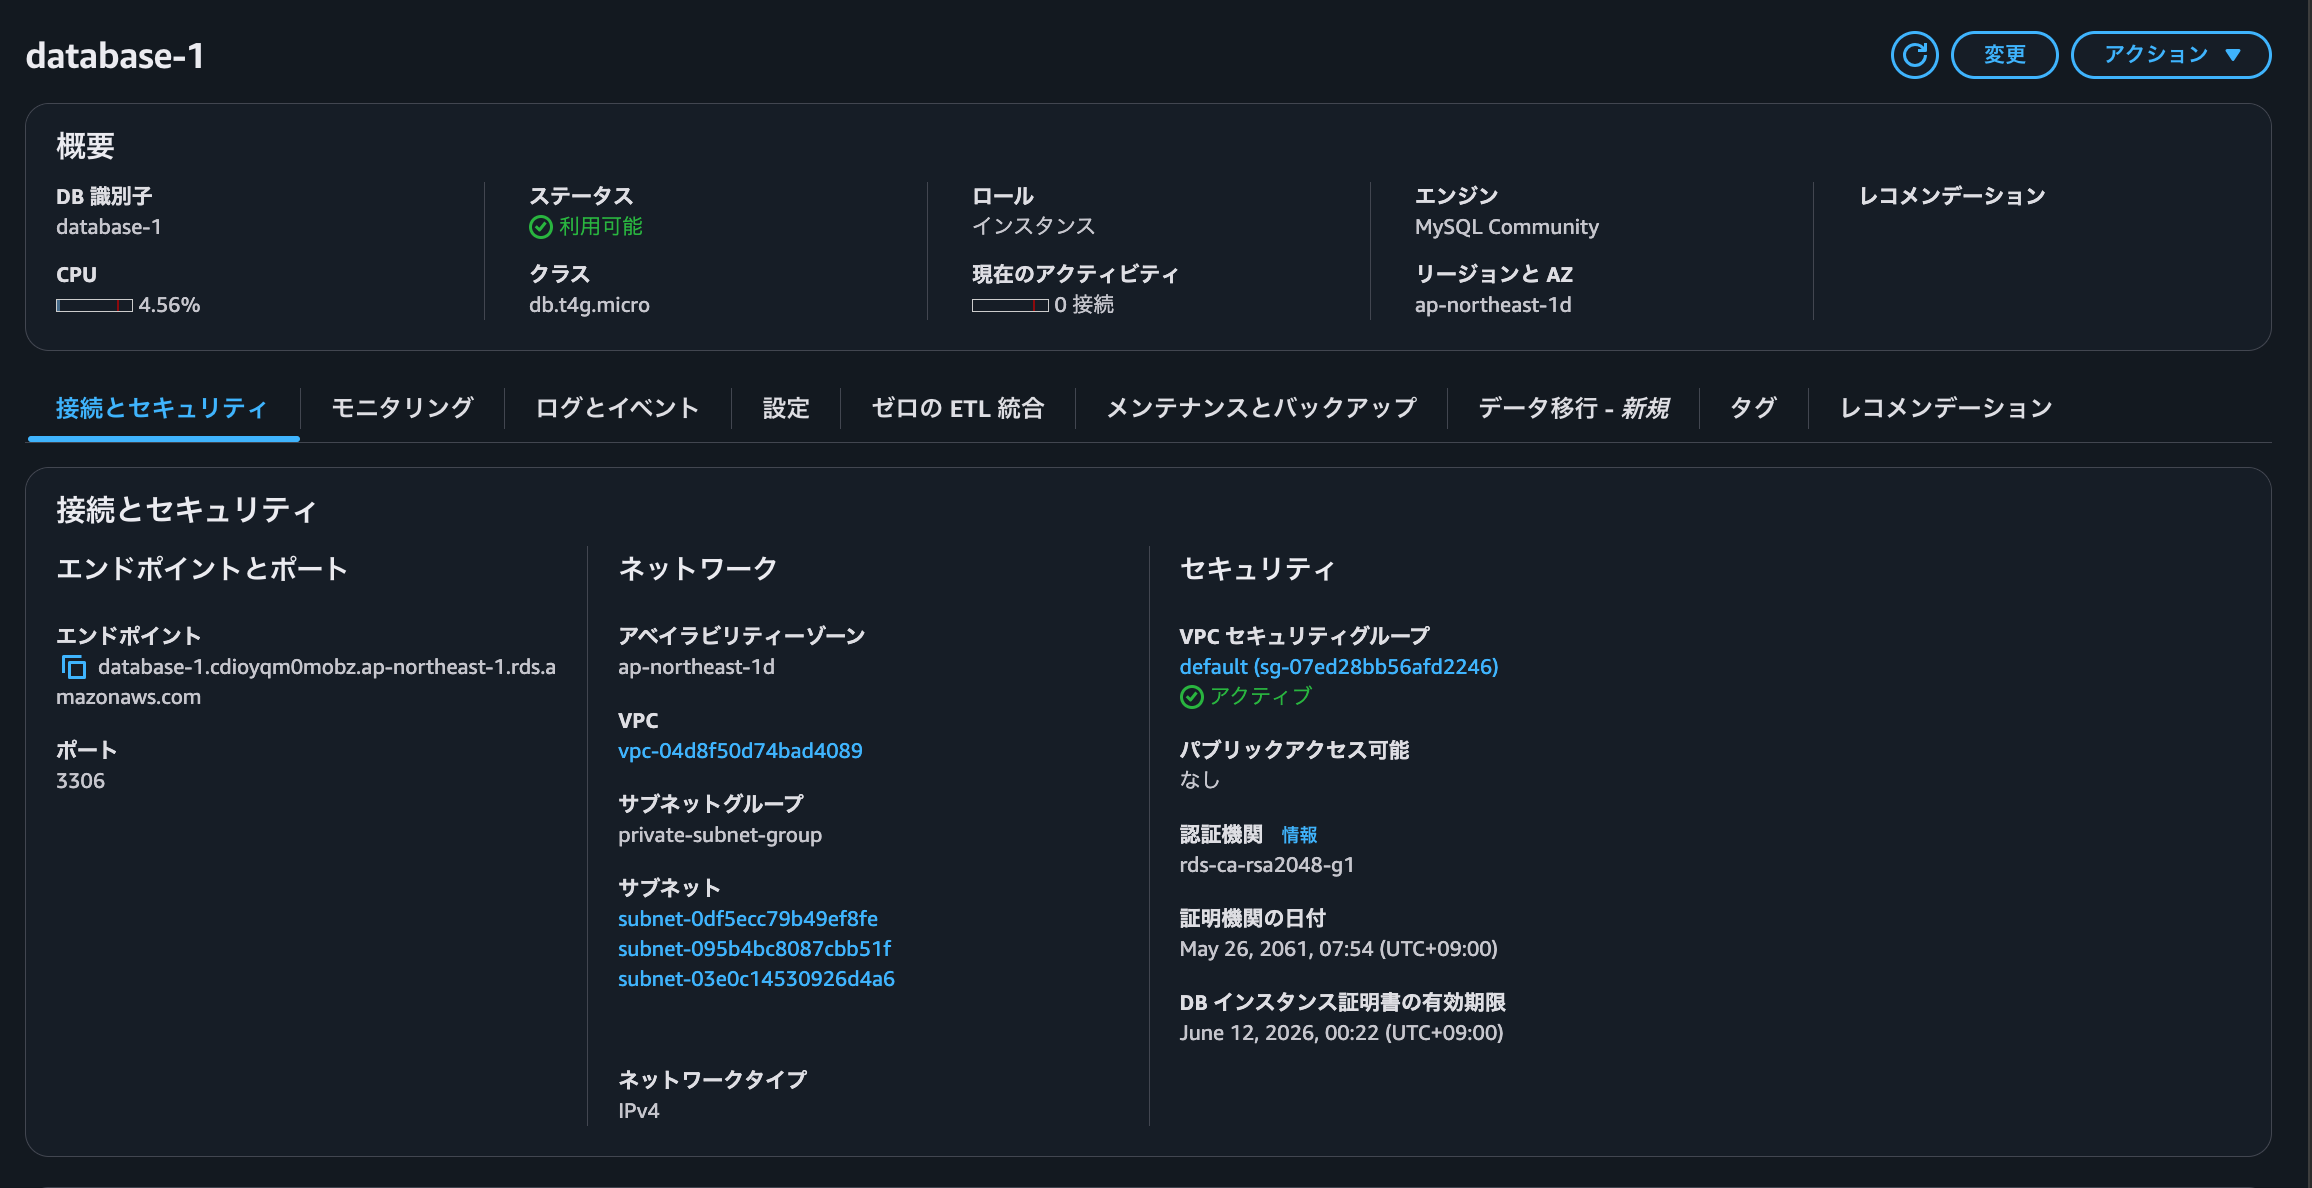 database-1
変更
アクション
概要
DB 識別子
database-1
ステータス
利用可能
ロール
インスタンス
エンジン
MySQL Community
レコメンデーション
CPU
4.56%
クラス
db.t4g.micro
現在のアクティビティ
0 接続
リージョンと AZ
ap-northeast-1d
接続とセキュリティ
モニタリング
ログとイベント
設定
ゼロの ETL 統合
メンテナンスとバックアップ
データ移行 - 新規
タグ
レコメンデーション
接続とセキュリティ
エンドポイントとポート
エンドポイント
database-1.cdioyqm0mobz.ap-northeast-1.rds.a
mazonaws.com
ポート
3306
ネットワーク
アベイラビリティーゾーン
ap-northeast-1d
VPC
vpc-04d8f50d74bad4089
サブネットグループ
private-subnet-group
サブネット
subnet-0df5ecc79b49ef8fe
subnet-095b4bc8087cbb51f
subnet-03e0c14530926d4a6
ネットワークタイプ
IPv4
セキュリティ
VPC セキュリティグループ
default (sg-07ed28bb56afd2246)
アクティブ
パブリックアクセス可能
なし
認証機関 情報
rds-ca-rsa2048-g1
証明機関の日付
May 26, 2061, 07:54 (UTC+09:00)
DB インスタンス証明書の有効期限
June 12, 2026, 00:22 (UTC+09:00)